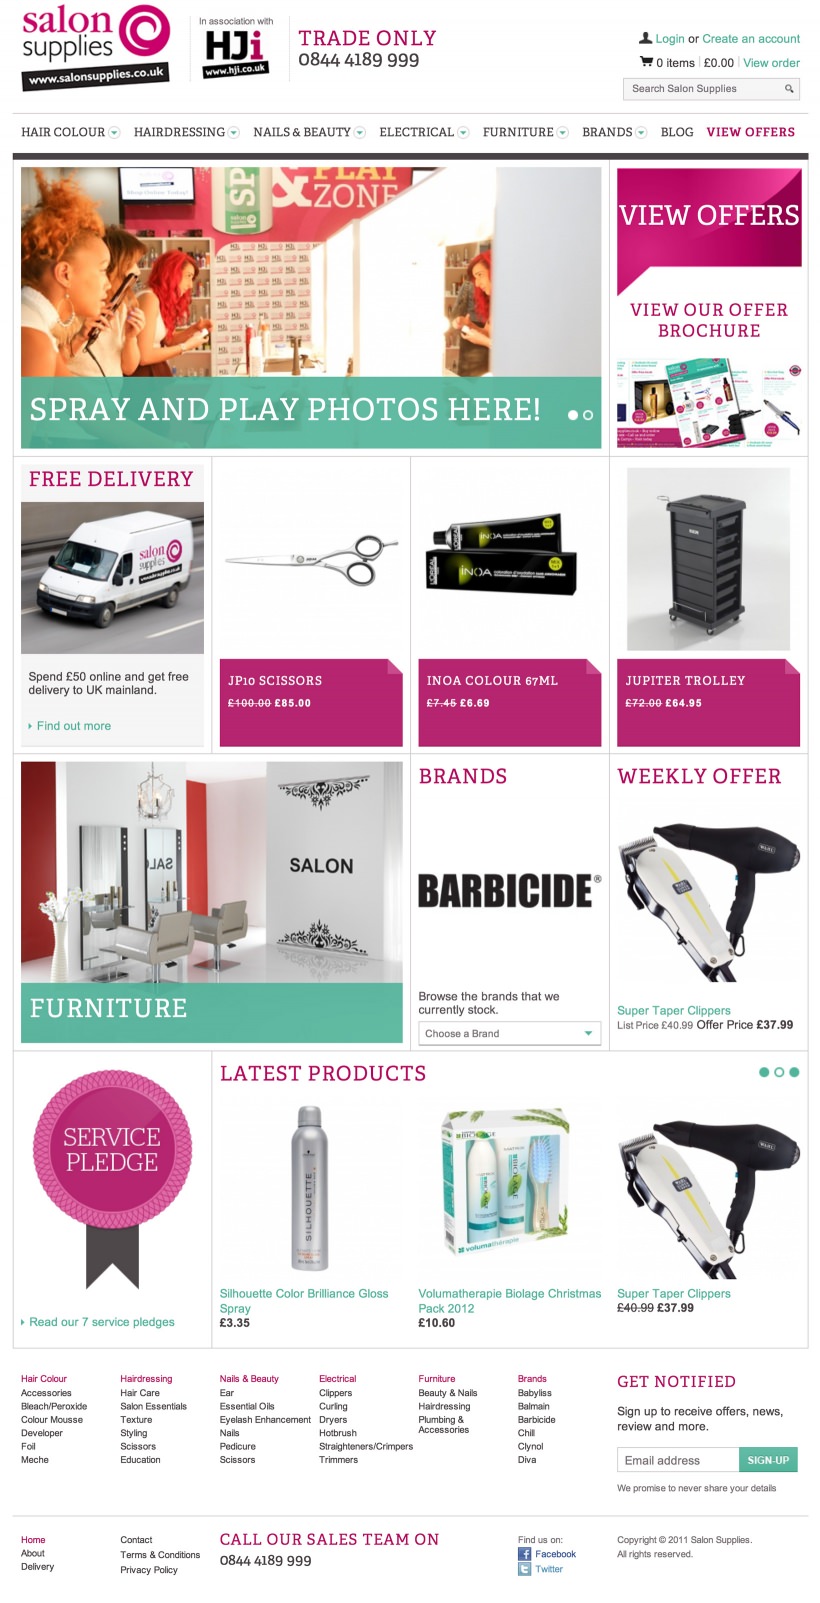 salon
supplies
www.salonsupplies.co.uk
In association with
HJi
www.hji.co.uk
TRADE ONLY
0844 4189 999
Login or Create an account
0 items £0.00 View order
Search Salon Supplies
HAIR COLOUR HAIRDRESSING NAILS & BEAUTY ELECTRICAL FURNITURE BRANDS BLOG VIEW OFFERS
& PLAY
ZONE
SPRAY AND PLAY PHOTOS HERE!
VIEW OFFERS
VIEW OUR OFFER
BROCHURE
FREE DELIVERY
salon
supplies
Spend £50 online and get free
delivery to UK mainland.
Find out more
JP10 SCISSORS
£100.00 £85.00
INOA
INOA
L'OREAL
INOA COLOUR 67ML
£7.45 £6.69
JUPITER TROLLEY
£72.00 £64.95
SALON
FURNITURE
BRANDS
BARBICIDE®
Browse the brands that we
currently stock.
Choose a Brand
WEEKLY OFFER
WAHL
Super Taper Clippers
List Price £40.99 Offer Price £37.99
SERVICE
PLEDGE
Read our 7 service pledges
LATEST PRODUCTS
SILHOUETTE
Silhouette Color Brilliance Gloss
Spray
£3.35
BIOLAGE
volumathérapie
Volumatherapie Biolage Christmas
Pack 2012
£10.60
WAHL
Super Taper Clippers
£40.99 £37.99
Hair Colour
Accessories
Bleach/Peroxide
Colour Mousse
Developer
Foil
Meche
Hairdressing
Hair Care
Salon Essentials
Texture
Styling
Scissors
Education
Nails & Beauty
Ear
Essential Oils
Eyelash Enhancement
Nails
Pedicure
Scissors
Electrical
Clippers
Curling
Dryers
Hotbrush
Straighteners/Crimpers
Trimmers
Furniture
Beauty & Nails
Hairdressing
Plumbing &
Accessories
Brands
Babyliss
Balmain
Barbicide
Chill
Clynol
Diva
GET NOTIFIED
Sign up to receive offers, news,
review and more.
Email address
SIGN-UP
We promise to never share your details
Home
About
Delivery
Contact
Terms & Conditions
Privacy Policy
CALL OUR SALES TEAM ON
0844 4189 999
Find us on:
Facebook
Twitter
Copyright © 2011 Salon Supplies.
All rights reserved.